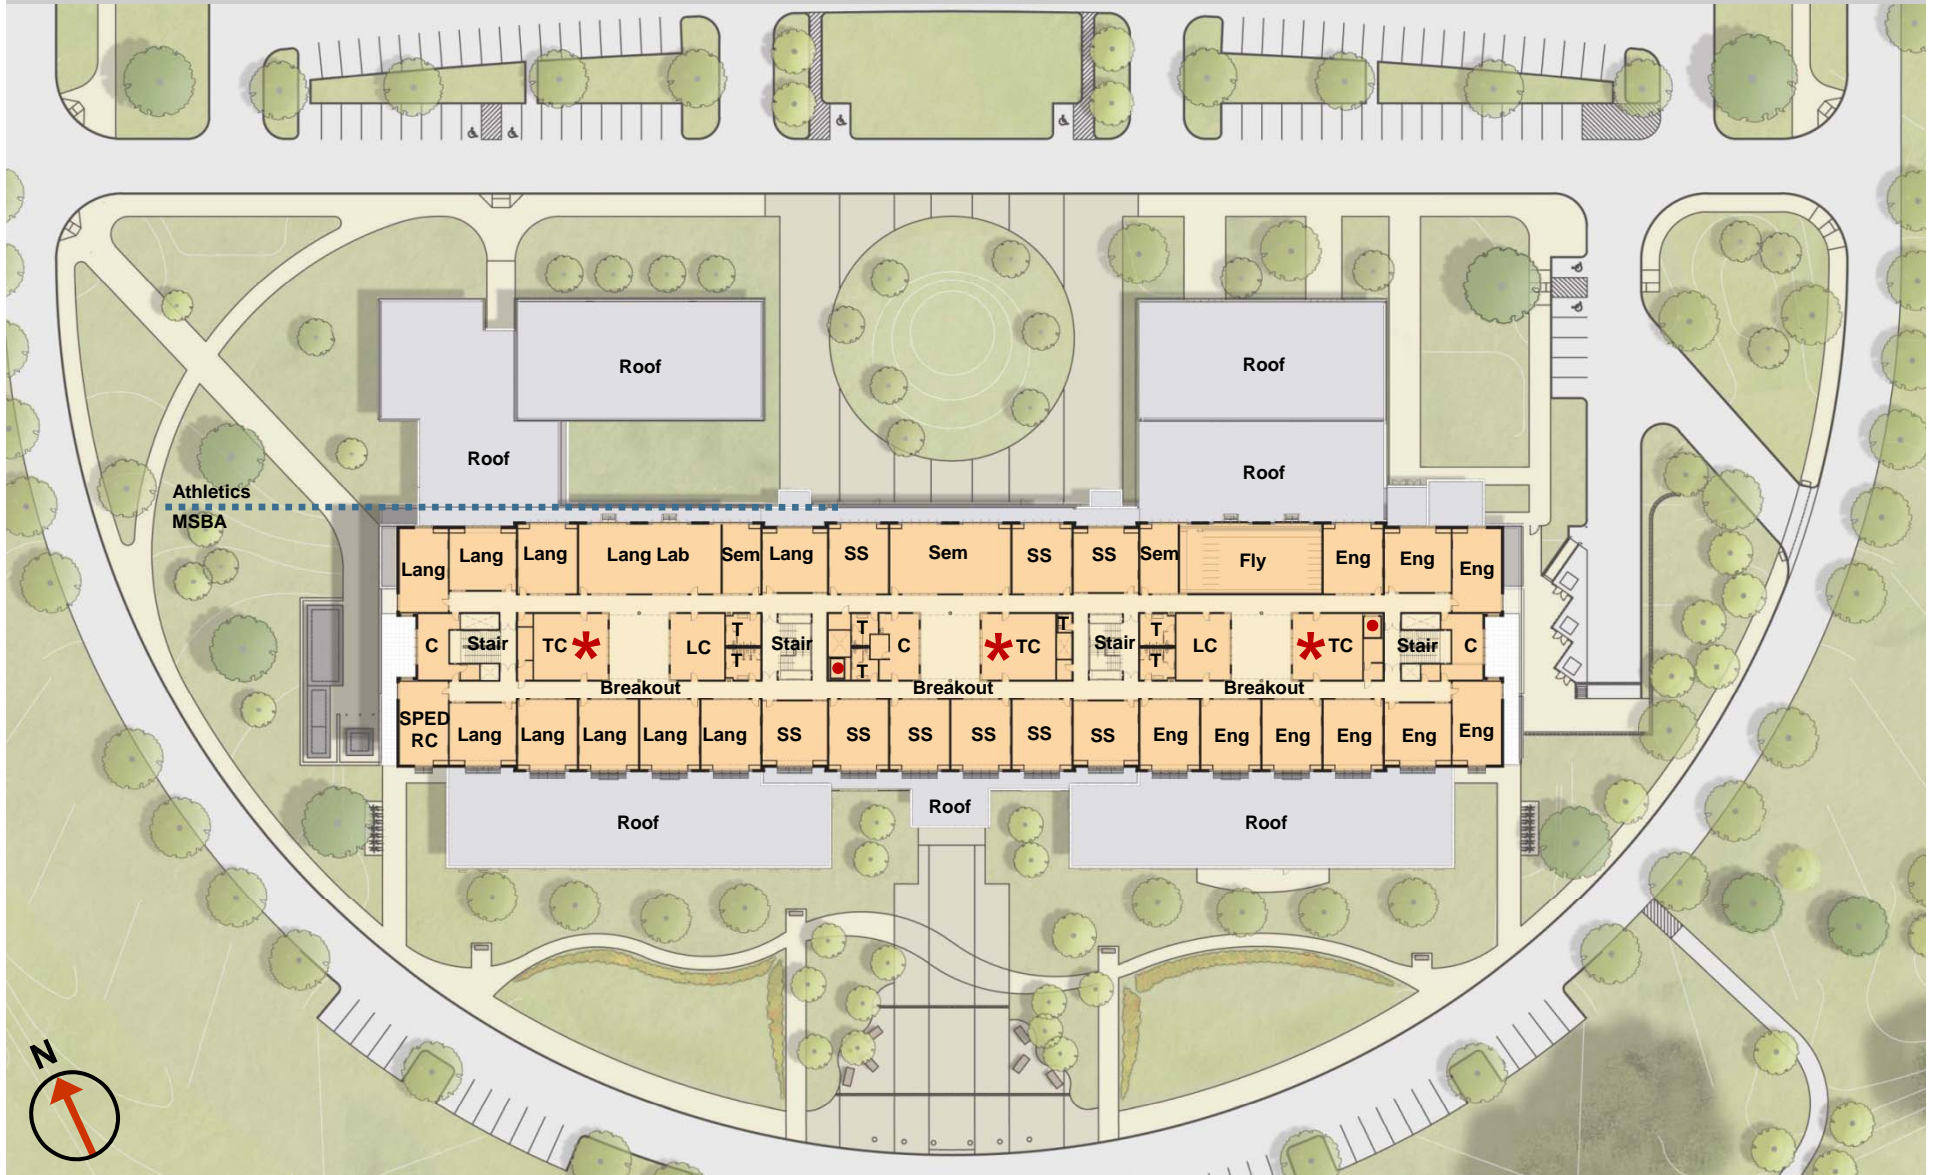 Roof
Roof
Roof
Roof
Athletics
MSBA
Lang
Lang
Lang
Lang Lab
Sem
Lang
SS
Sem
SS
SS
Sem
Fly
Eng
Eng
Eng
C
Stair
TC *
LC
T
T
Stair
T
T
C
* TC
T
Stair
T
T
LC
* TC
Stair
C
Breakout
Breakout
Breakout
SPED
RC
Lang
Lang
Lang
Lang
Lang
SS
SS
SS
SS
SS
SS
Eng
Eng
Eng
Eng
Eng
Eng
Roof
Roof
Roof
N